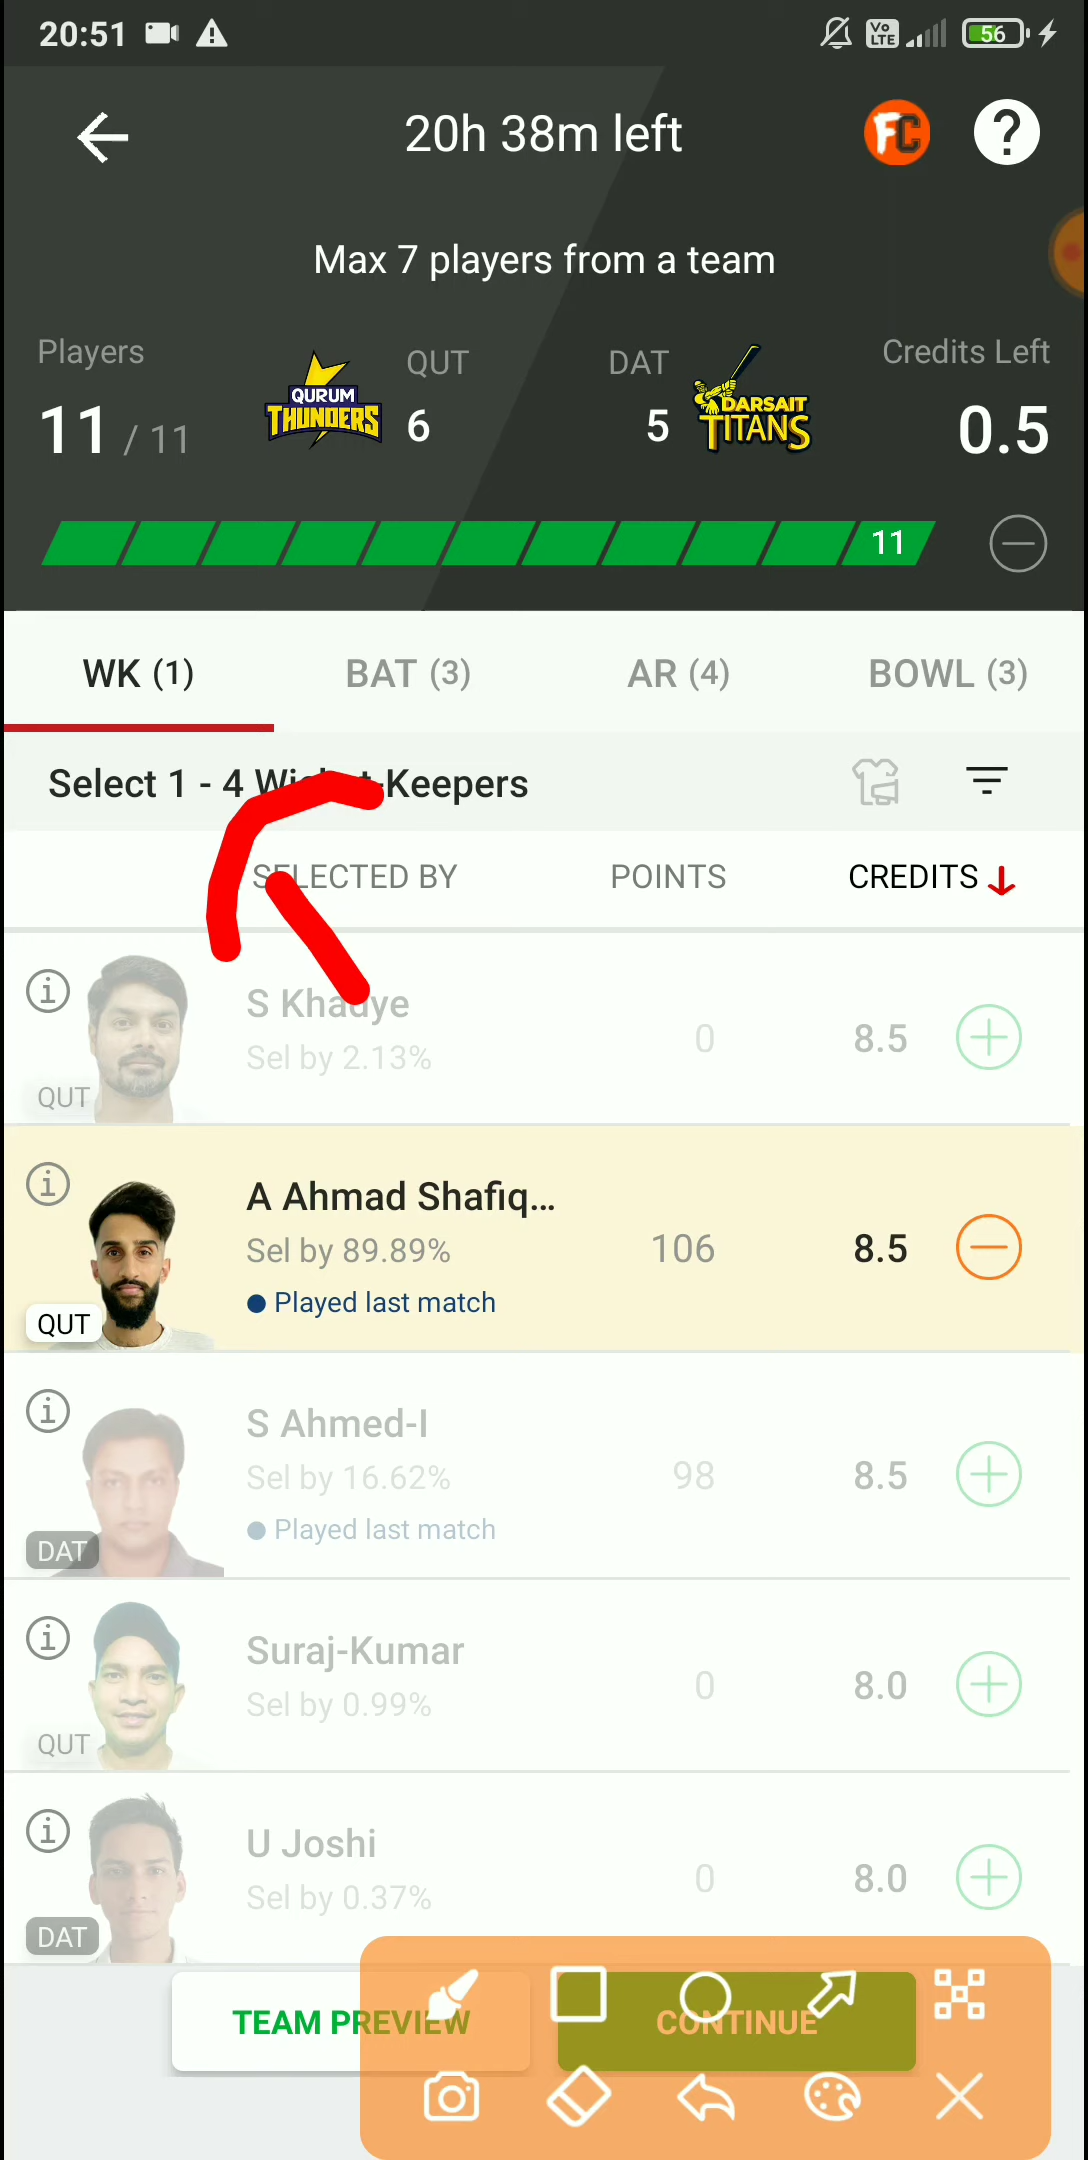 20:51 Vo LTE 56
20h 38m left FC ?
Max 7 players from a team
Players QUT DAT Credits Left
11 / 11 QURUM THUNDERS 6 5 DARSAIT TITANS 0.5
11
WK (1) BAT (3) AR (4) BOWL (3)
Select 1 - 4 Keepers
SELECTED BY POINTS CREDITS
S Khadye
Sel by 2.13% 0 8.5
QUT
A Ahmad Shafiq...
Sel by 89.89% 106 8.5
Played last match
QUT
S Ahmed-I
Sel by 16.62% 98 8.5
Played last match
DAT
Suraj-Kumar
Sel by 0.99% 0 8.0
QUT
U Joshi
Sel by 0.37% 0 8.0
DAT
TEAM PREVIEW CONTINUE